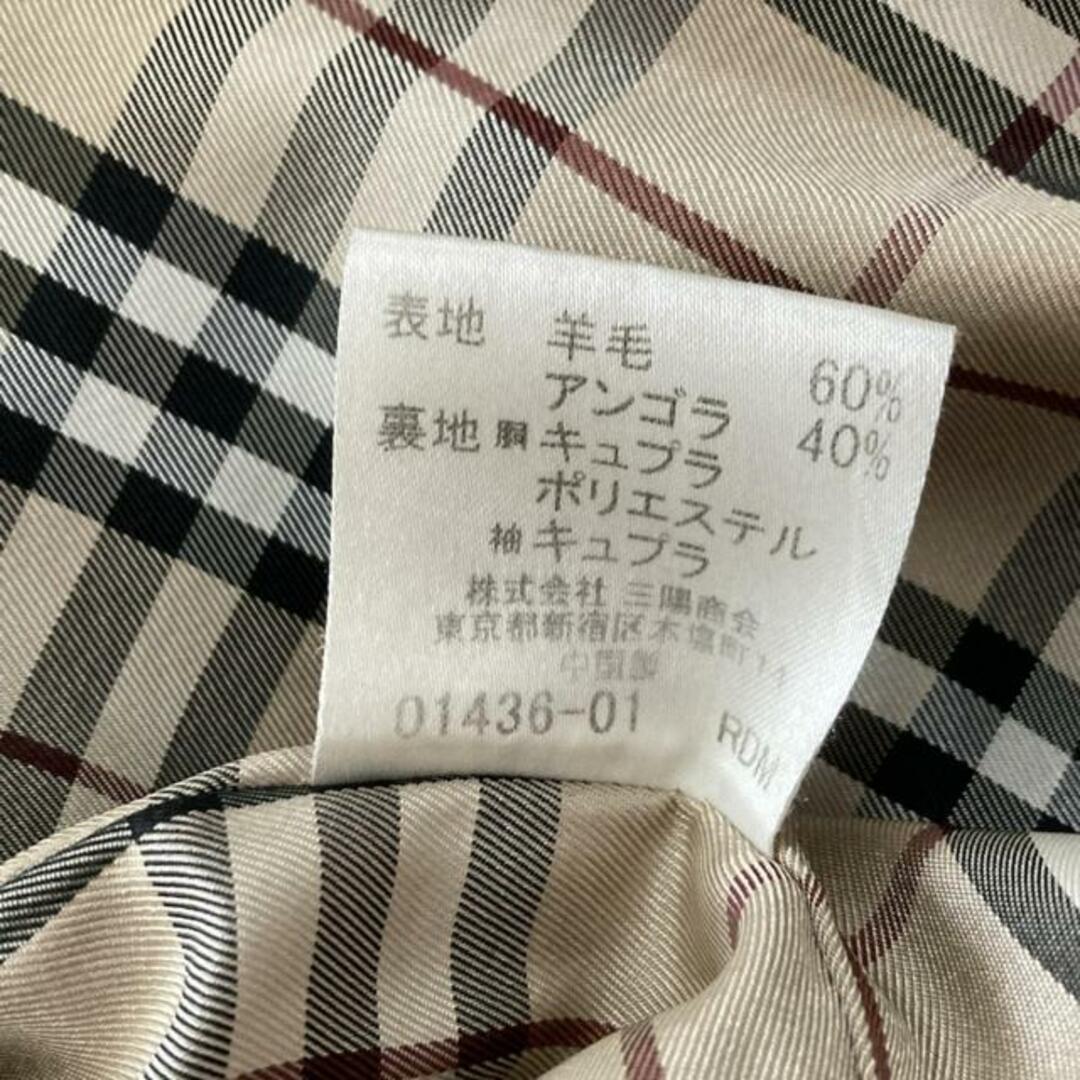 表地 羊毛 60%
アンゴラ 40%
裏地 胴 キュプラ
ポリエステル
袖 キュプラ
株式会社 三陽商会
東京都新宿区本塩町14
中国製
01436-01 RDM